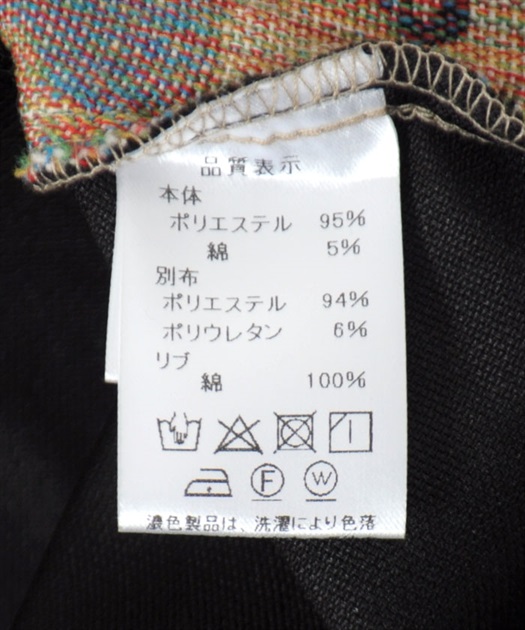 品質表示
本体
ポリエステル 95%
綿 5%
別布
ポリエステル 94%
ポリウレタン 6%
リブ
綿 100%
F W
濃色製品は、洗濯により色落